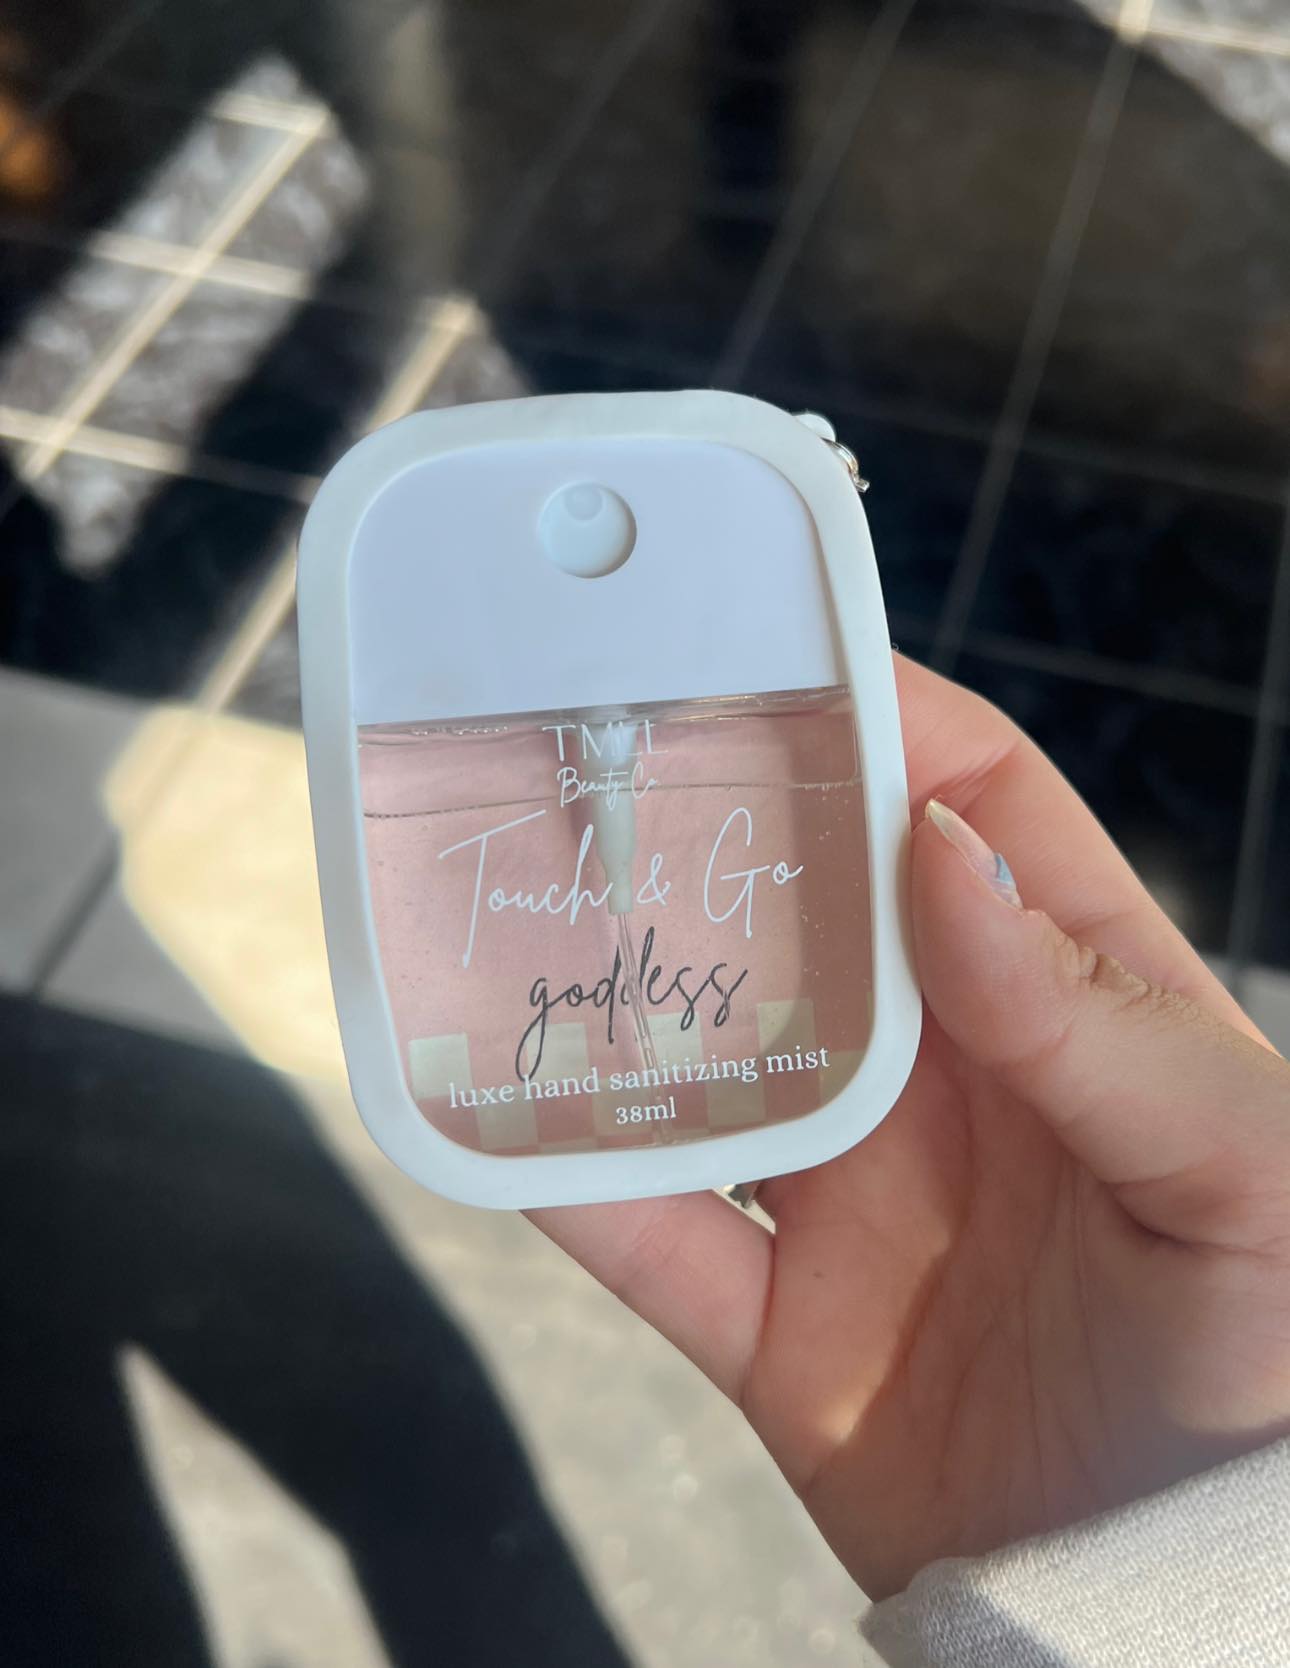 TMLL
Beauty Co
Touch & Go
goddess
luxe hand sanitizing mist
38ml